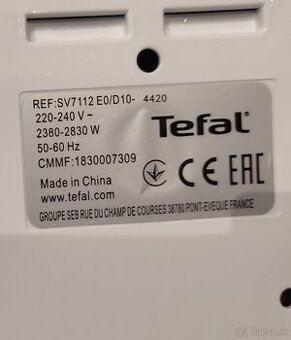 REF:SV7112 E0/D10- 4420
220-240 V ~
2380-2830 W
50-60 Hz
CMMF:1830007309
Tefal
Made in China
www.tefal.com
CE EAC
GROUPE SEB RUE DU CHAMP DE COURSES 38780 PONT-EVEQUE FRANCE